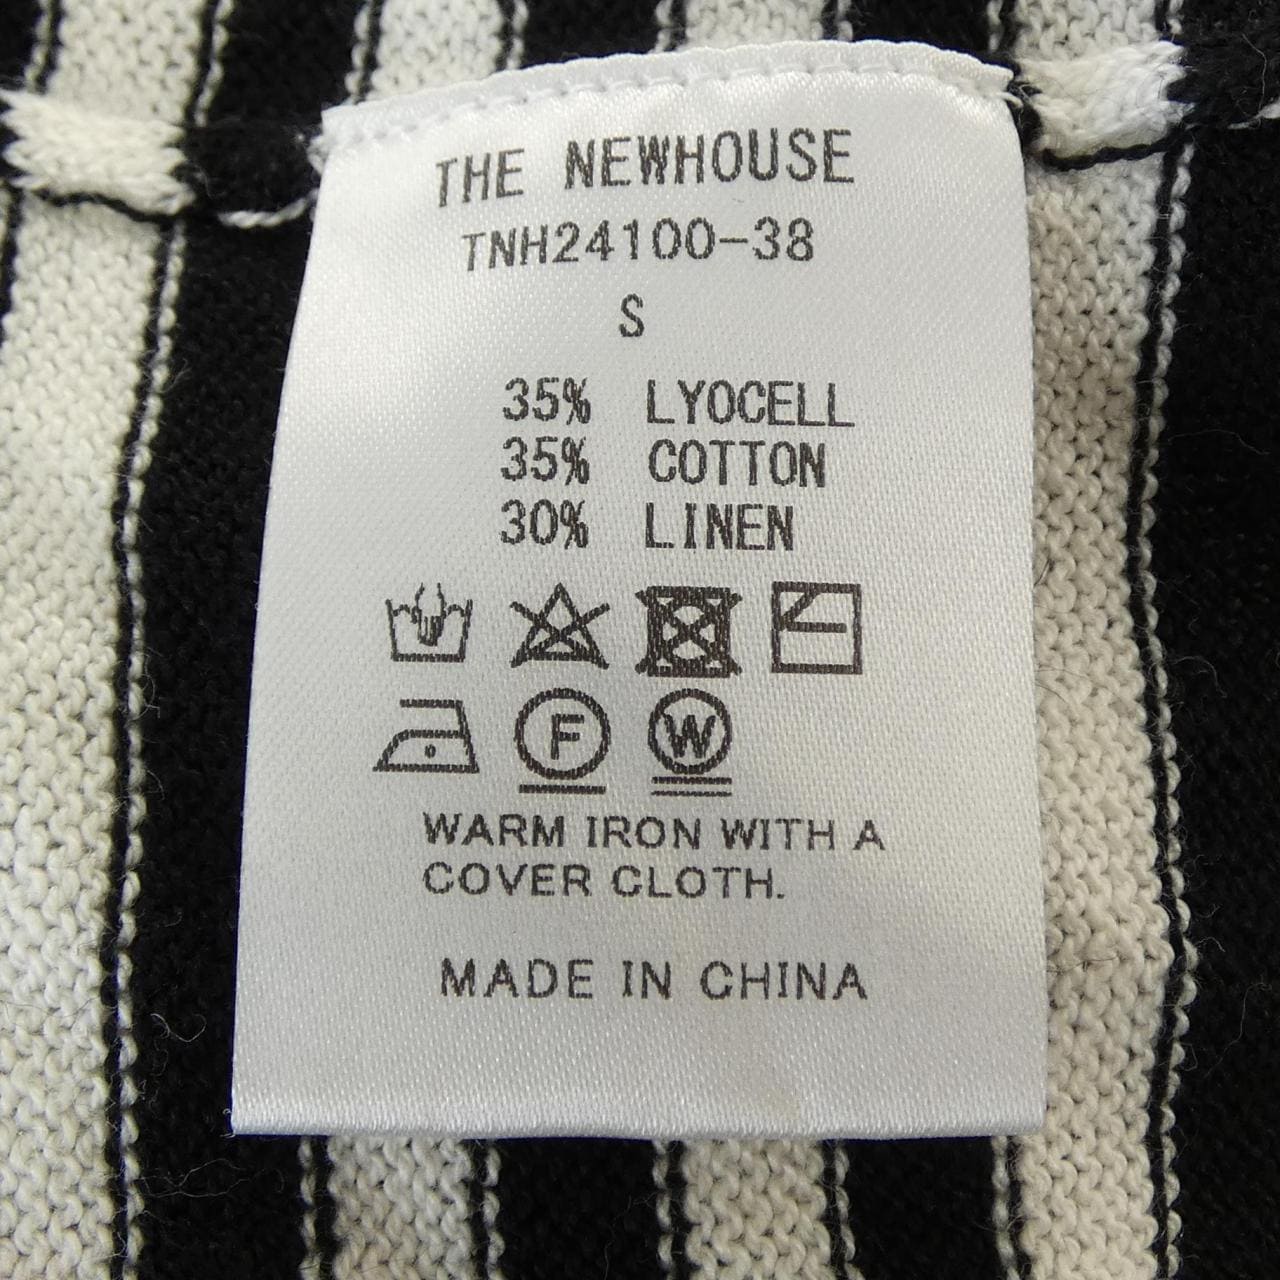 THE NEWHOUSE
TNH24100-38
S
35% LYOCELL
35% COTTON
30% LINEN
F W
WARM IRON WITH A
COVER CLOTH.
MADE IN CHINA